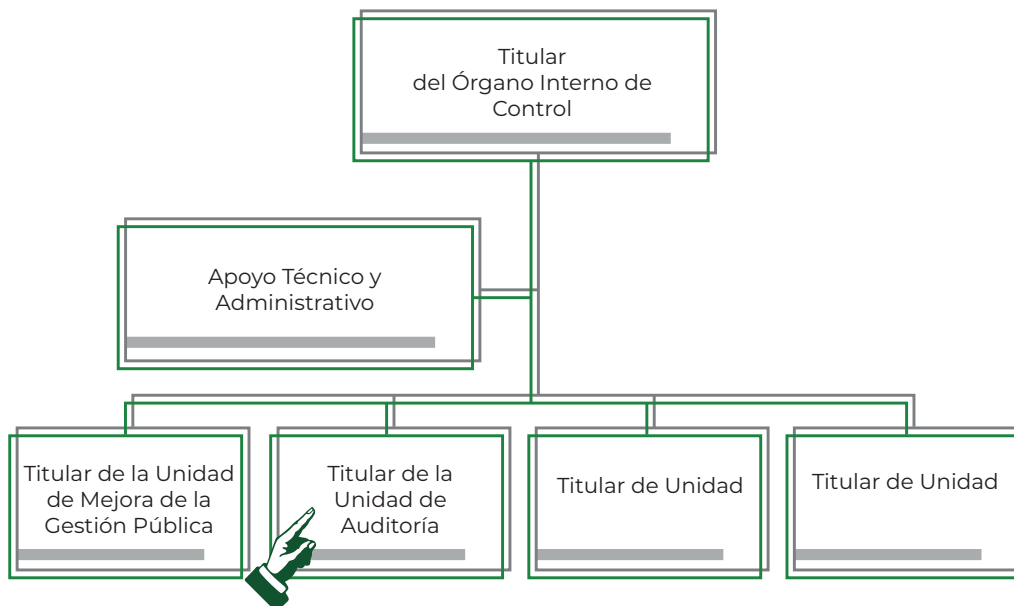 Titular
del Órgano Interno de
Control
Apoyo Técnico y
Administrativo
Titular de la Unidad
de Mejora de la
Gestión Pública
Titular de la
Unidad de
Auditoría
Titular de Unidad
Titular de Unidad